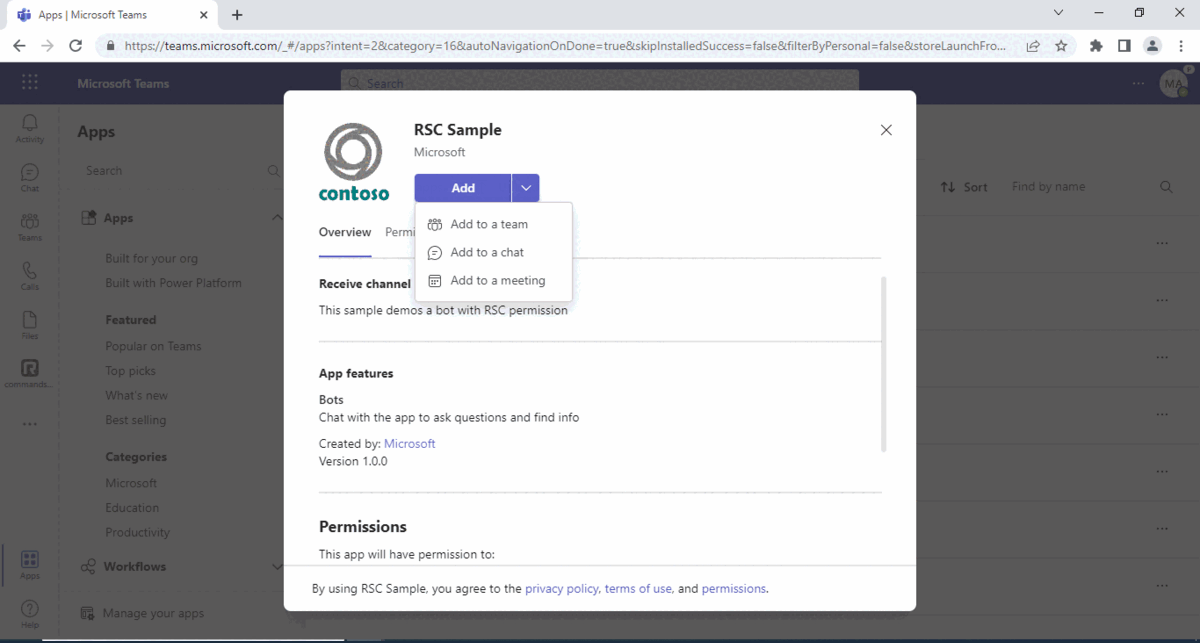 Apps | Microsoft Teams
https://teams.microsoft.com/_#/apps?intent=2&category=16&autoNavigationOnDone=true&skipInstalledSuccess=false&filterByPersonal=false&storeLaunchFro...
Microsoft Teams
Search
MA
Activity
Chat
Teams
Calls
Files
commands...
Apps
Help
Apps
Search
Apps
Built for your org
Built with Power Platform
Featured
Popular on Teams
Top picks
What's new
Best selling
Categories
Microsoft
Education
Productivity
Workflows
Manage your apps
Sort
Find by name
contoso
RSC Sample
Microsoft
Add
Add to a team
Add to a chat
Add to a meeting
Overview Permi
Receive channel
This sample demos a bot with RSC permission
App features
Bots
Chat with the app to ask questions and find info
Created by: Microsoft
Version 1.0.0
Permissions
This app will have permission to:
By using RSC Sample, you agree to the privacy policy, terms of use, and permissions.